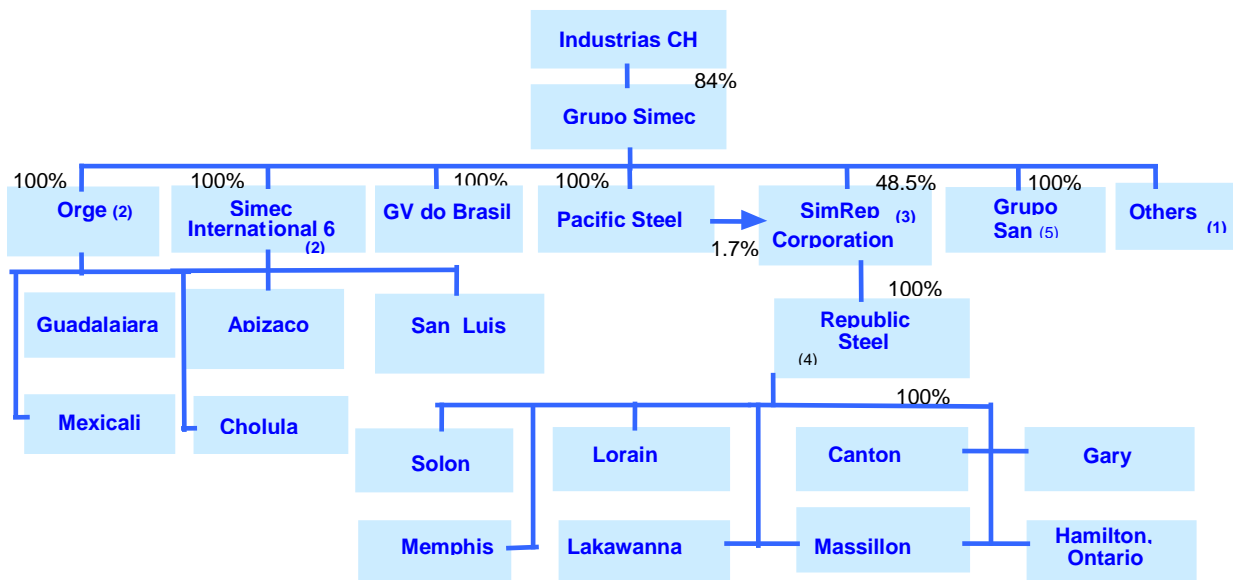 Industrias CH
84%
Grupo Simec
100%
100%
100%
100%
48.5%
100%
Orge (2)
Simec
International 6
(2)
GV do Brasil
Pacific Steel
1.7%
SimRep (3)
Corporation
Grupo
San (5)
Others
(1)
100%
Guadalajara
Apizaco
San Luis
Republic
Steel
(4)
100%
Mexicali
Cholula
Solon
Lorain
Canton
Gary
Memphis
Lakawanna
Massillon
Hamilton,
Ontario